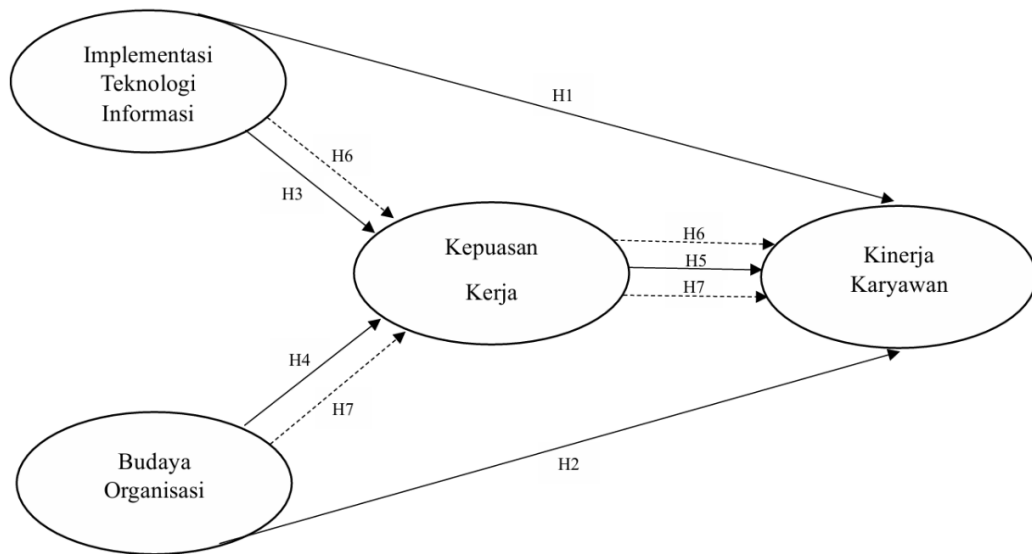 Implementasi
Teknologi
Informasi
H1
H6
H3
Kepuasan
Kerja
H6
H5
H7
Kinerja
Karyawan
H4
H7
Budaya
Organisasi
H2